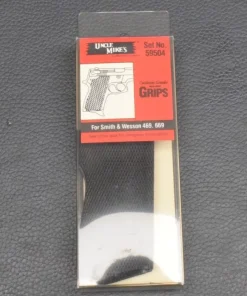 UNCLE
MIKE'S
Set No.
59504
GRIPS
For Smith & Wesson 469, 669